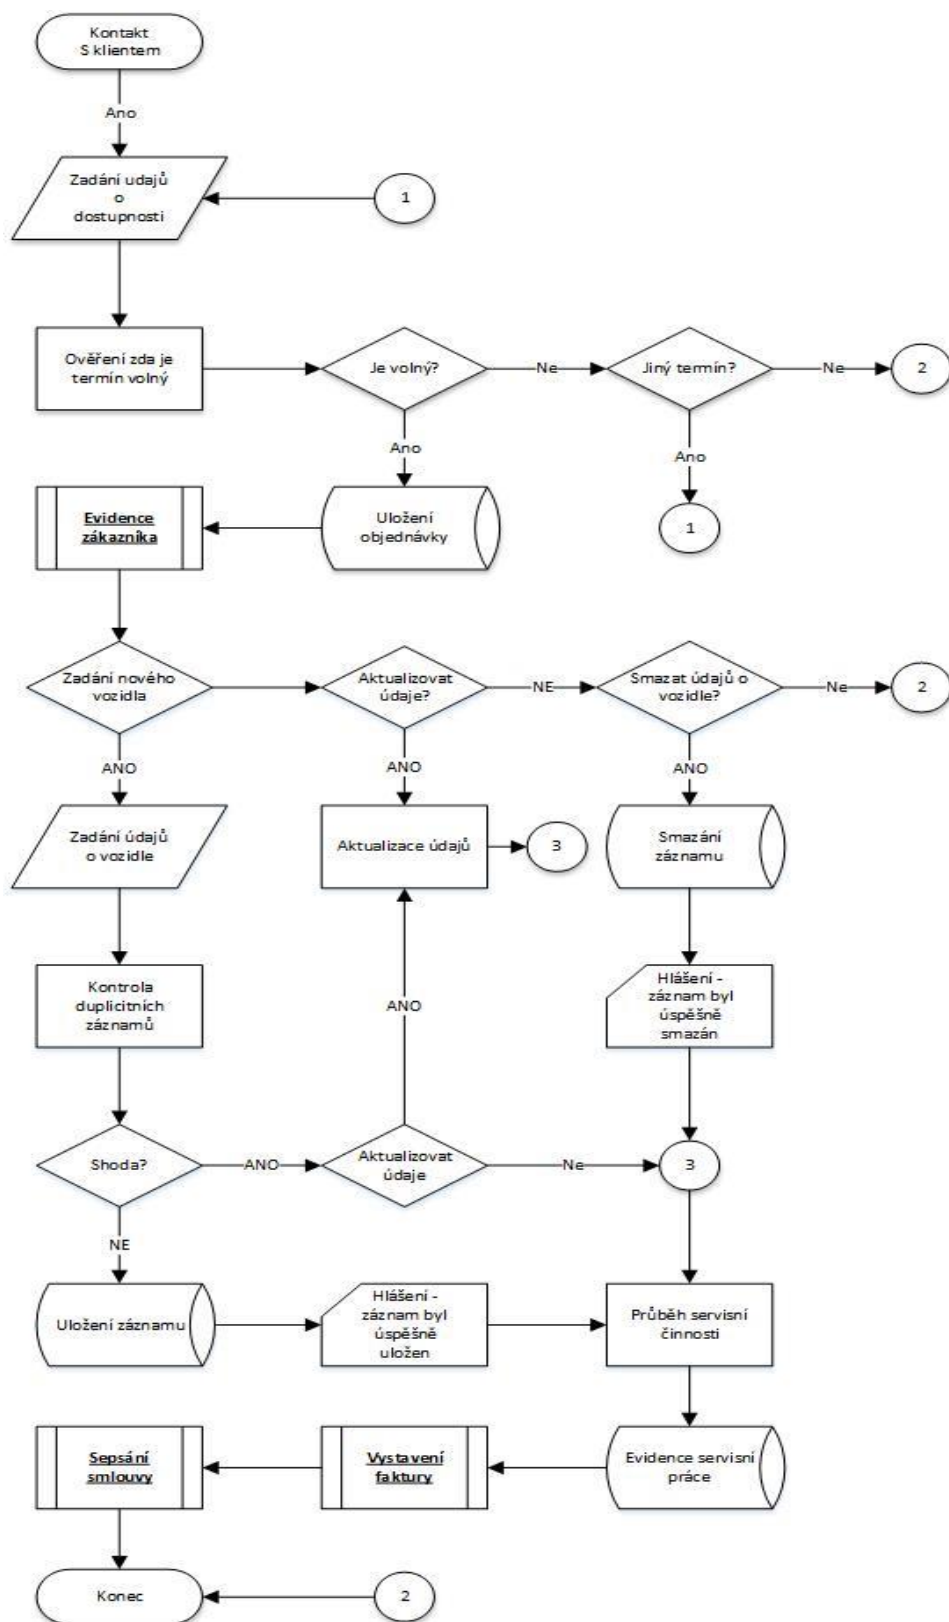 Kontakt
S klientem
Ano
Zadání udajů
o
dostupnosti
1
Ověření zda je
termín volný
Je volný?
Ne
Jiný termín?
Ne
2
Ano
Ano
Evidence
zákazníka
Uložení
objednávky
1
Zadání nového
vozidla
Aktualizovat
údaje?
NE
Smazat údajů o
vozidle?
Ne
2
ANO
ANO
ANO
Zadání údajů
o vozidle
Aktualizace údajů
3
Smazání
záznamu
Kontrola
duplicitních
záznamů
ANO
Hlášení -
záznam byl
úspěšně
smazán
Shoda?
ANO
Aktualizovat
údaje
Ne
3
NE
Uložení záznamu
Hlášení -
záznam byl
úspěšně
uložen
Průběh servisní
činnosti
Sepsání
smlouvy
Vystavení
faktury
Evidence servisní
práce
Konec
2